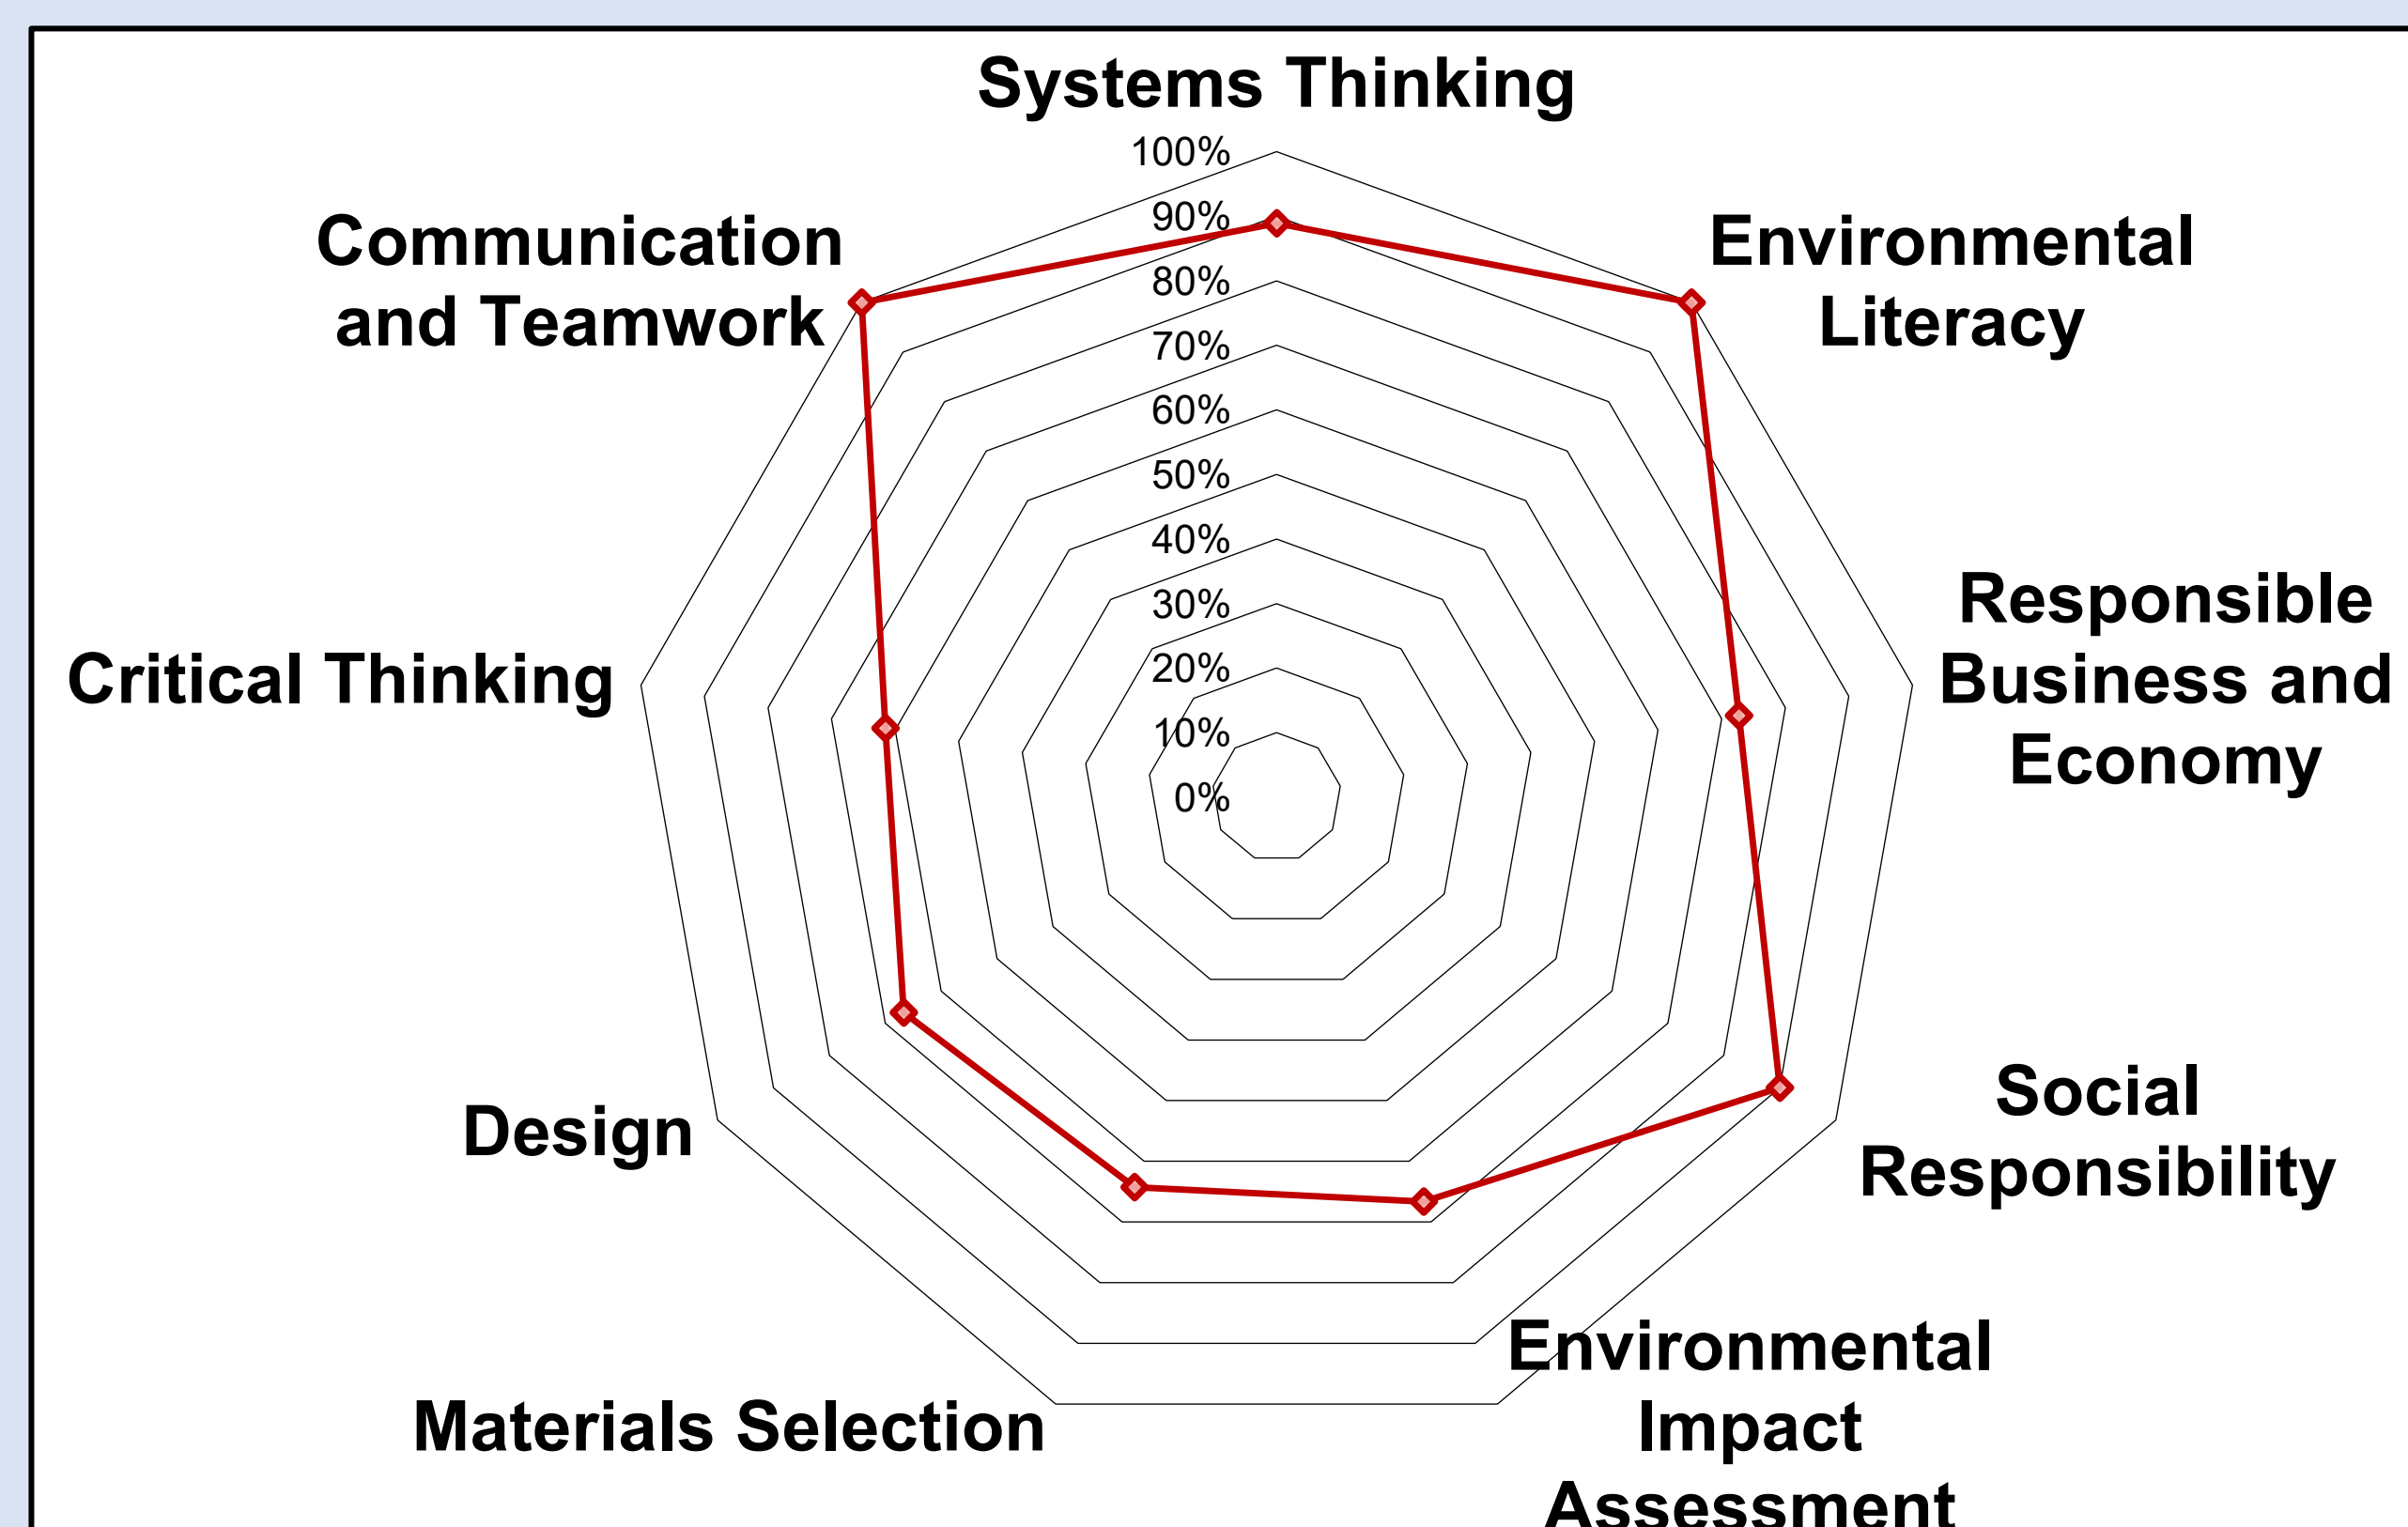 Systems Thinking
100%
90%
80%
70%
60%
50%
40%
30%
20%
10%
0%
Environmental
Literacy
Responsible
Business and
Economy
Social
Responsibility
Environmental
Impact
Assessment
Materials Selection
Design
Critical Thinking
Communication
and Teamwork